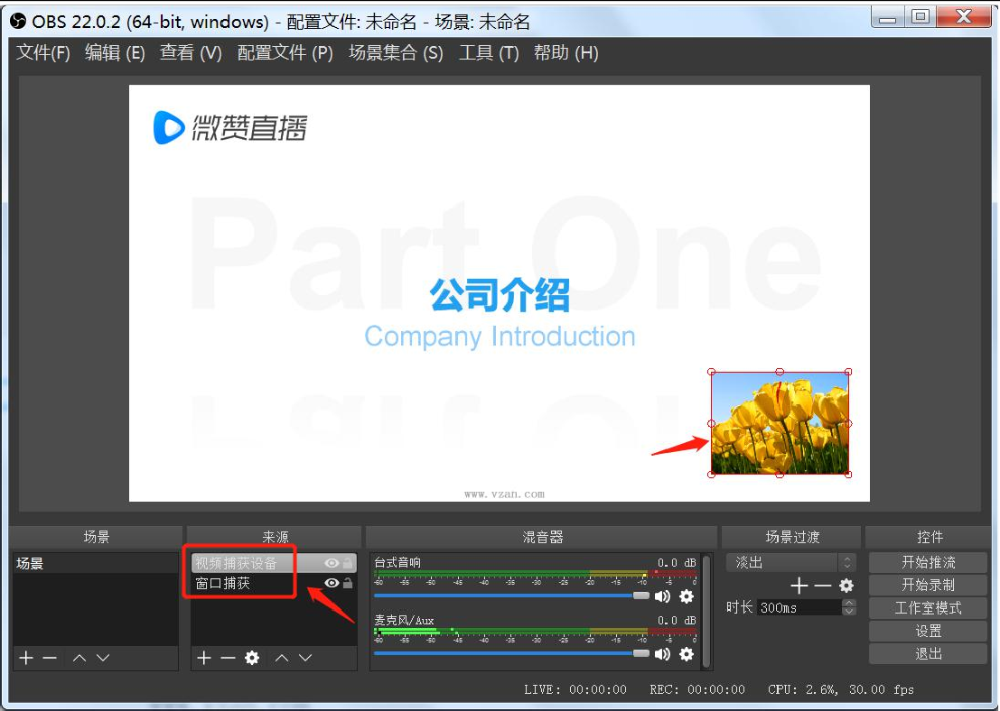 OBS 22.0.2 (64-bit, windows) - 配置文件: 未命名 - 场景: 未命名
文件(F) 编辑 (E) 查看 (V) 配置文件 (P) 场景集合 (S) 工具 (T) 帮助 (H)
微赞直播
Part One
公司介绍
Company Introduction
www.vzan.com
场景 来源 混音器 场景过渡 控件
场景
视频捕获设备
窗口捕获
台式音响 0.0 dB
-60 -55 -50 -45 -40 -35 -30 -25 -20 -15 -10 -5 0
麦克风/Aux 0.0 dB
-60 -55 -50 -45 -40 -35 -30 -25 -20 -15 -10 -5 0
淡出
时长 300ms
开始推流
开始录制
工作室模式
设置
退出
LIVE: 00:00:00 REC: 00:00:00 CPU: 2.6%, 30.00 fps